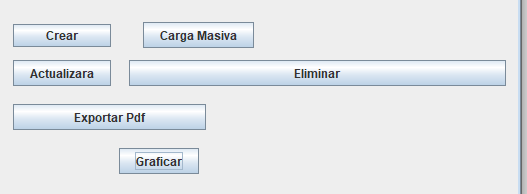 Crear
Carga Masiva
Actualizara
Eliminar
Exportar Pdf
Graficar